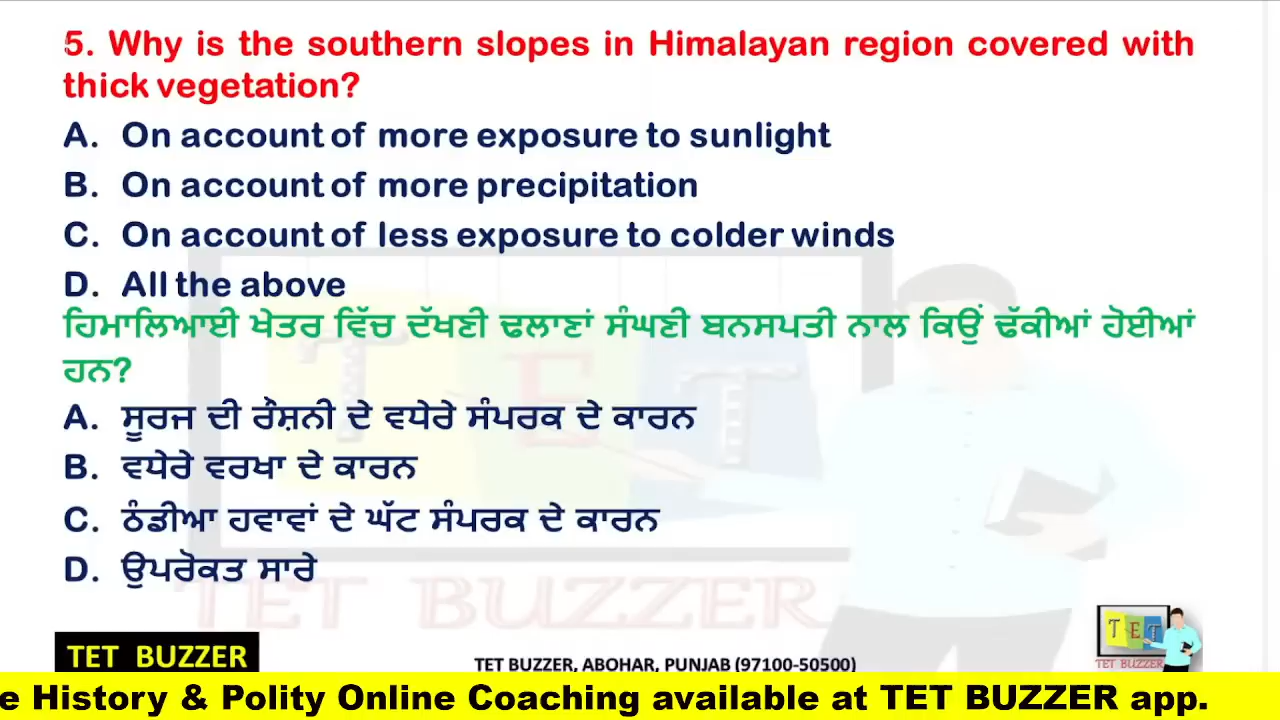 5. Why is the southern slopes in Himalayan region covered with
thick vegetation?
A. On account of more exposure to sunlight
B. On account of more precipitation
C. On account of less exposure to colder winds
D. All the above
ਹਿਮਾਲਿਆਈ ਖੇਤਰ ਵਿੱਚ ਦੱਖਣੀ ਢਲਾਣਾਂ ਸੰਘਣੀ ਬਨਸਪਤੀ ਨਾਲ ਕਿਉਂ ਢੱਕੀਆਂ ਹੋਈਆਂ
ਹਨ?
A. ਸੂਰਜ ਦੀ ਰੌਸ਼ਨੀ ਦੇ ਵਧੇਰੇ ਸੰਪਰਕ ਦੇ ਕਾਰਨ
B. ਵਧੇਰੇ ਵਰਖਾ ਦੇ ਕਾਰਨ
C. ਠੰਡੀਆ ਹਵਾਵਾਂ ਦੇ ਘੱਟ ਸੰਪਰਕ ਦੇ ਕਾਰਨ
D. ਉਪਰੋਕਤ ਸਾਰੇ
TET
TET BUZZER
TET
TET BUZZER
TET BUZZER
TET BUZZER, ABOHAR, PUNJAB (97100-50500)
e History & Polity Online Coaching available at TET BUZZER app.